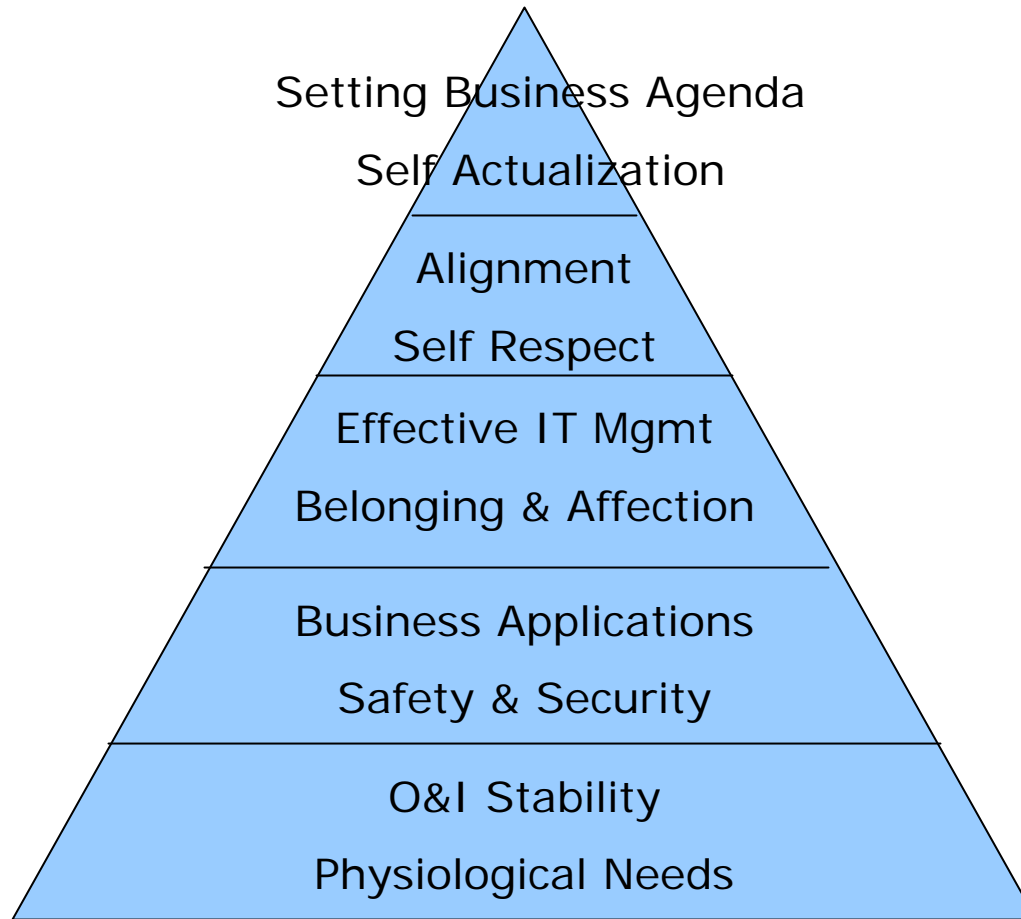 Setting Business Agenda
Self Actualization
Alignment
Self Respect
Effective IT Mgmt
Belonging & Affection
Business Applications
Safety & Security
O&I Stability
Physiological Needs